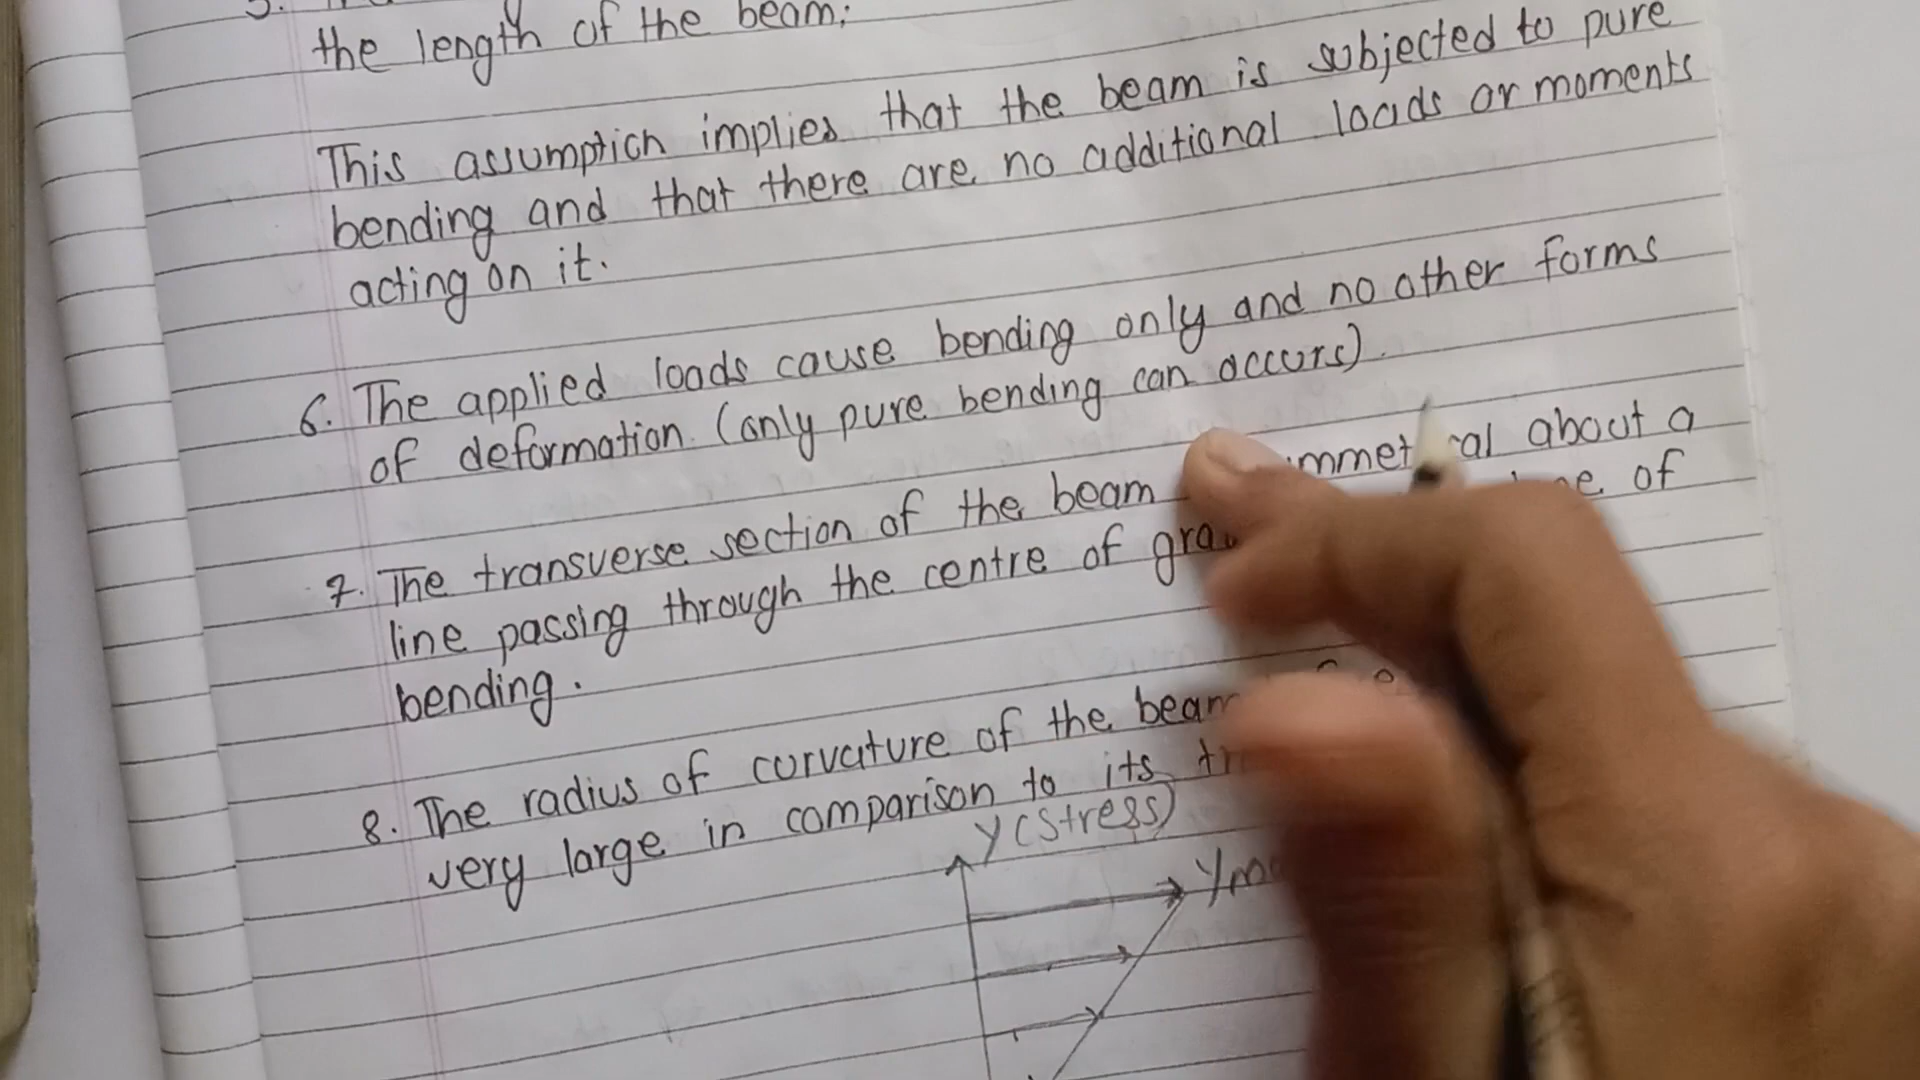 the length of the beam;
This assumption implies that the beam is subjected to pure
bending and that there are no additional loads or moments
acting on it.
6. The applied loads cause bending only and no other forms
of deformation (only pure bending can occurs).
7. The transverse section of the beam about a
line passing through the centre of of
bending.
8. The radius of curvature of the beam
very large in comparison to its
Y (Stress)